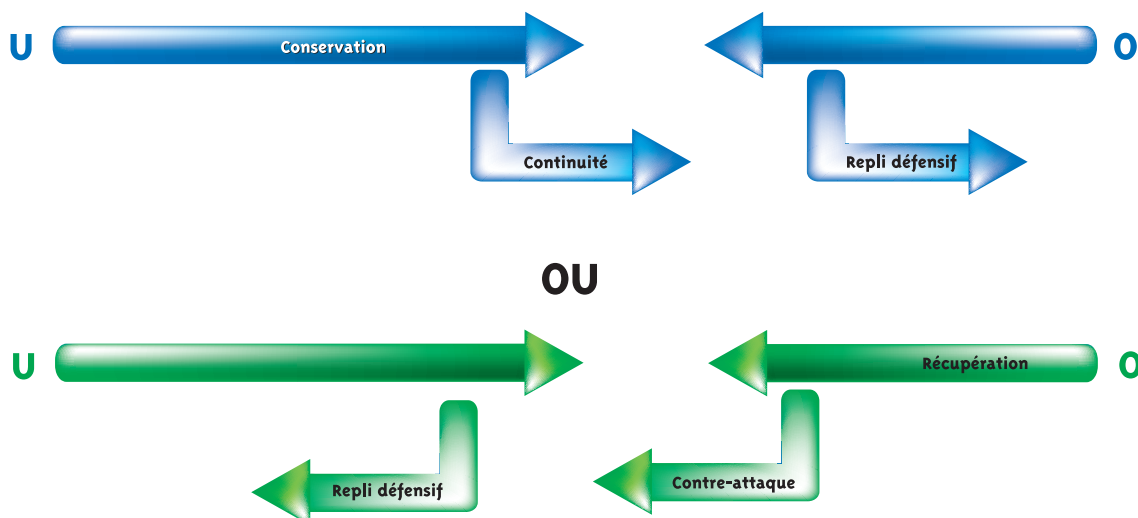 U Conservation O
Continuité Repli défensif
OU
U Récupération O
Repli défensif Contre-attaque